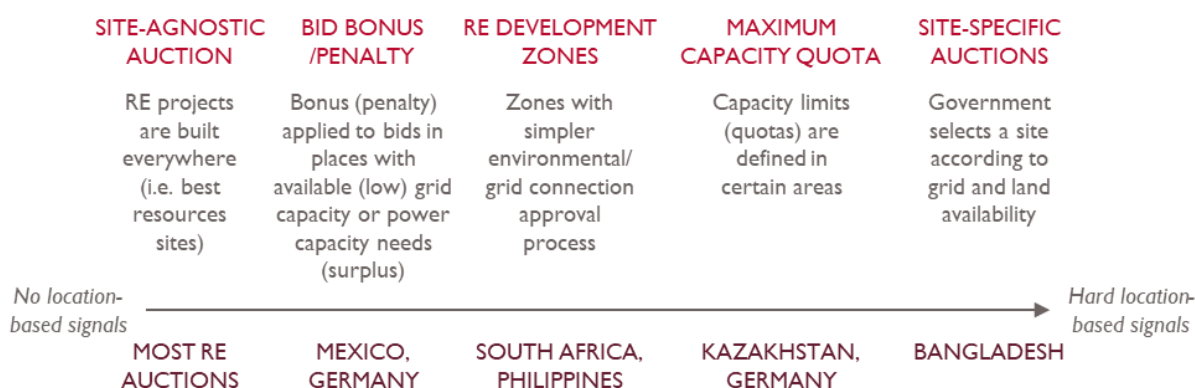 SITE-AGNOSTIC
AUCTION
RE projects
are built
everywhere
(i.e. best
resources
sites)
BID BONUS
/PENALTY
Bonus (penalty)
applied to bids in
places with
available (low) grid
capacity or power
capacity needs
(surplus)
RE DEVELOPMENT
ZONES
Zones with
simpler
environmental/
grid connection
approval
process
MAXIMUM
CAPACITY QUOTA
Capacity limits
(quotas) are
defined in
certain areas
SITE-SPECIFIC
AUCTIONS
Government
selects a site
according to
grid and land
availability
No location-
based signals
Hard location-
based signals
MOST RE
AUCTIONS
MEXICO,
GERMANY
SOUTH AFRICA,
PHILIPPINES
KAZAKHSTAN,
GERMANY
BANGLADESH